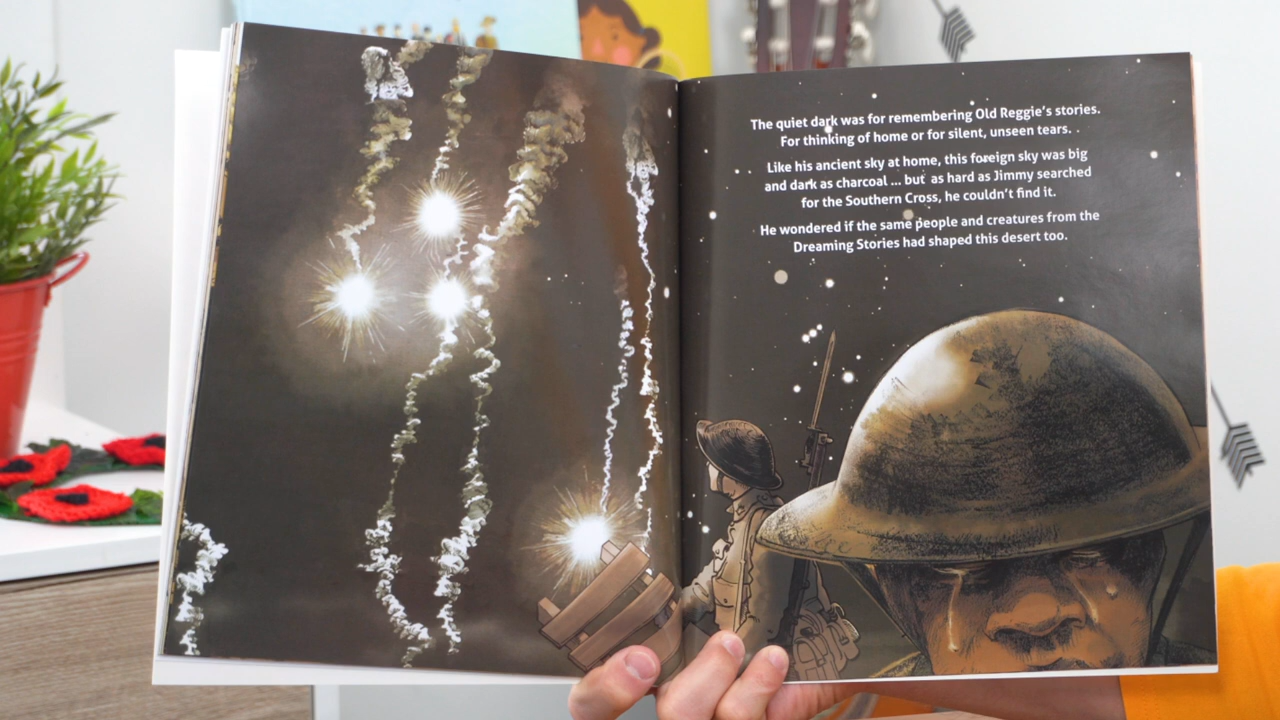 The quiet dark was for remembering Old Reggie's stories.
For thinking of home or for silent, unseen tears.
Like his ancient sky at home, this foreign sky was big
and dark as charcoal ... but as hard as Jimmy searched
for the Southern Cross, he couldn't find it.
He wondered if the same people and creatures from the
Dreaming Stories had shaped this desert too.